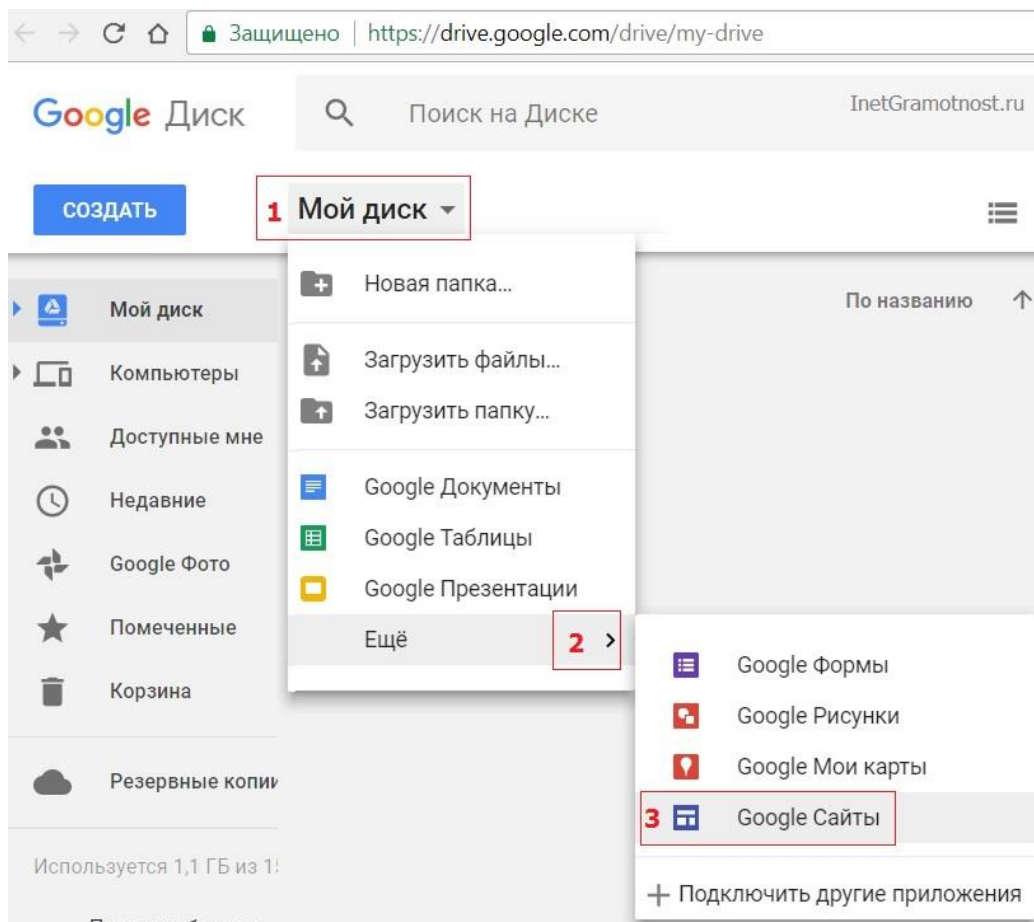 Защищено | https://drive.google.com/drive/my-drive
Google Диск
Поиск на Диске
InetGramotnost.ru
СОЗДАТЬ
1 Мой диск
Новая папка...
Загрузить файлы...
Загрузить папку...
Google Документы
Google Таблицы
Google Презентации
Ещё 2
Google Формы
Google Рисунки
Google Мои карты
3 Google Сайты
Подключить другие приложения
По названию
Мой диск
Компьютеры
Доступные мне
Недавние
Google Фото
Помеченные
Корзина
Резервные копии
Используется 1,1 ГБ из